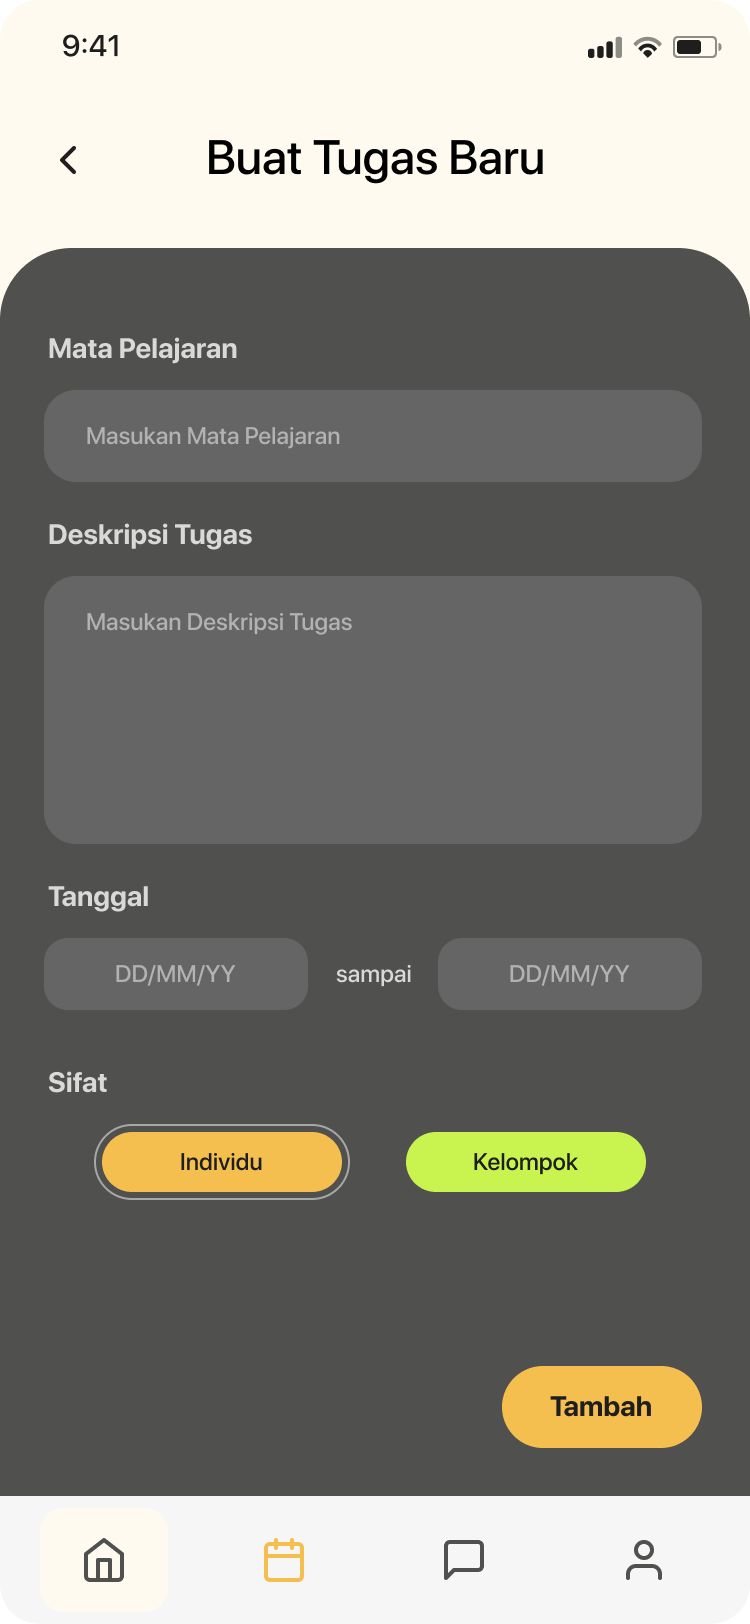 9:41
Buat Tugas Baru
Mata Pelajaran
Masukan Mata Pelajaran
Deskripsi Tugas
Masukan Deskripsi Tugas
Tanggal
DD/MM/YY sampai DD/MM/YY
Sifat
Individu Kelompok
Tambah